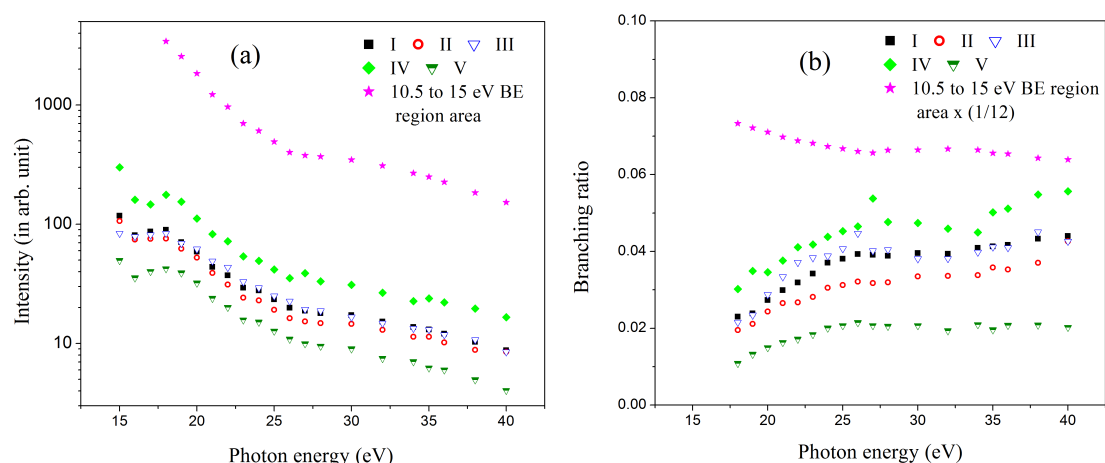 (a)
I II III
IV V
10.5 to 15 eV BE
region area
1000
100
10
Intensity (in arb. unit)
15 20 25 30 35 40
Photon energy (eV)
(b)
I II III
IV V
10.5 to 15 eV BE region
area x (1/12)
0.10
0.08
0.06
0.04
0.02
0.00
Branching ratio
15 20 25 30 35 40
Photon energy (eV)